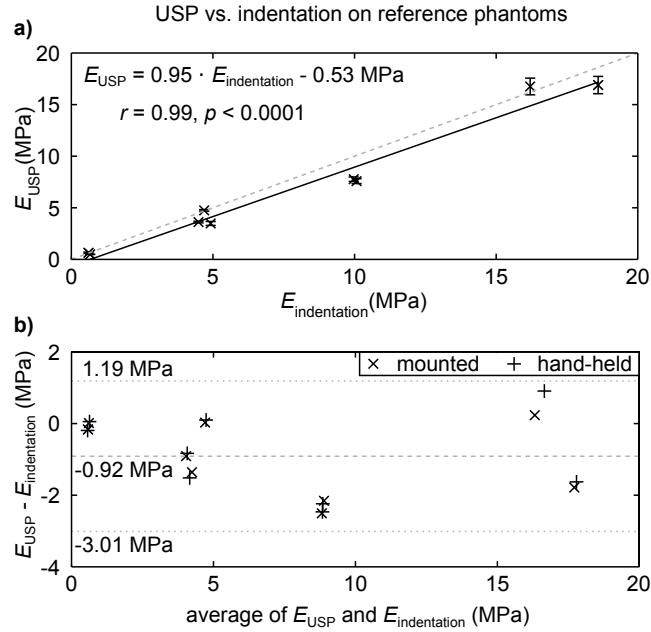 USP vs. indentation on reference phantoms
a)
E_USP = 0.95 · E_indentation - 0.53 MPa
r = 0.99, p < 0.0001
E_USP(MPa)
20
15
10
5
0
0 5 10 15 20
E_indentation(MPa)
b)
E_USP - E_indentation (MPa)
2
0
-2
-4
1.19 MPa
× mounted + hand-held
-0.92 MPa
-3.01 MPa
0 5 10 15 20
average of E_USP and E_indentation (MPa)